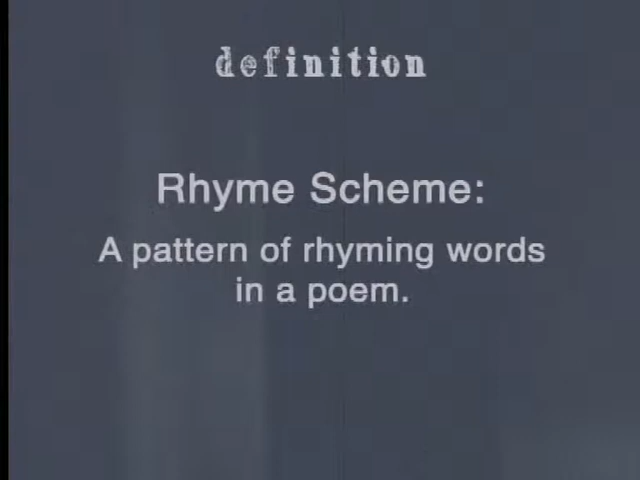 definition
Rhyme Scheme:
A pattern of rhyming words
in a poem.